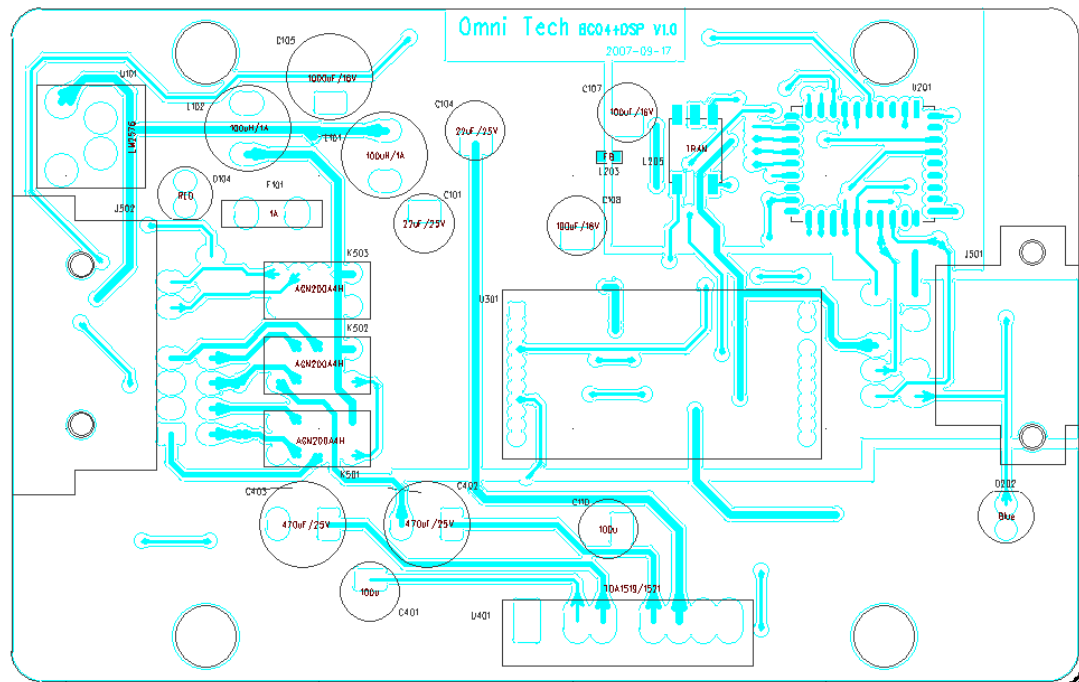 Omni Tech BC04+DSP V1.0
2007-09-17
C105
1000uF/16V
U101
LM2576
L102
100uH/1A
L101
100uH/1A
C104
22uF/25V
C107
100uF/16V
U201
TRAN
L205
FB
L203
D104
RED
F101
1A
C101
22uF/25V
C108
100uF/16V
J502
J501
K503
AGN200A4H
U301
K502
AGN200A4H
AGN200A4H
K501
C403
470uF/25V
C402
470uF/25V
C110
100u
D202
Blue
100u
C401
TDA1519/1521
U401